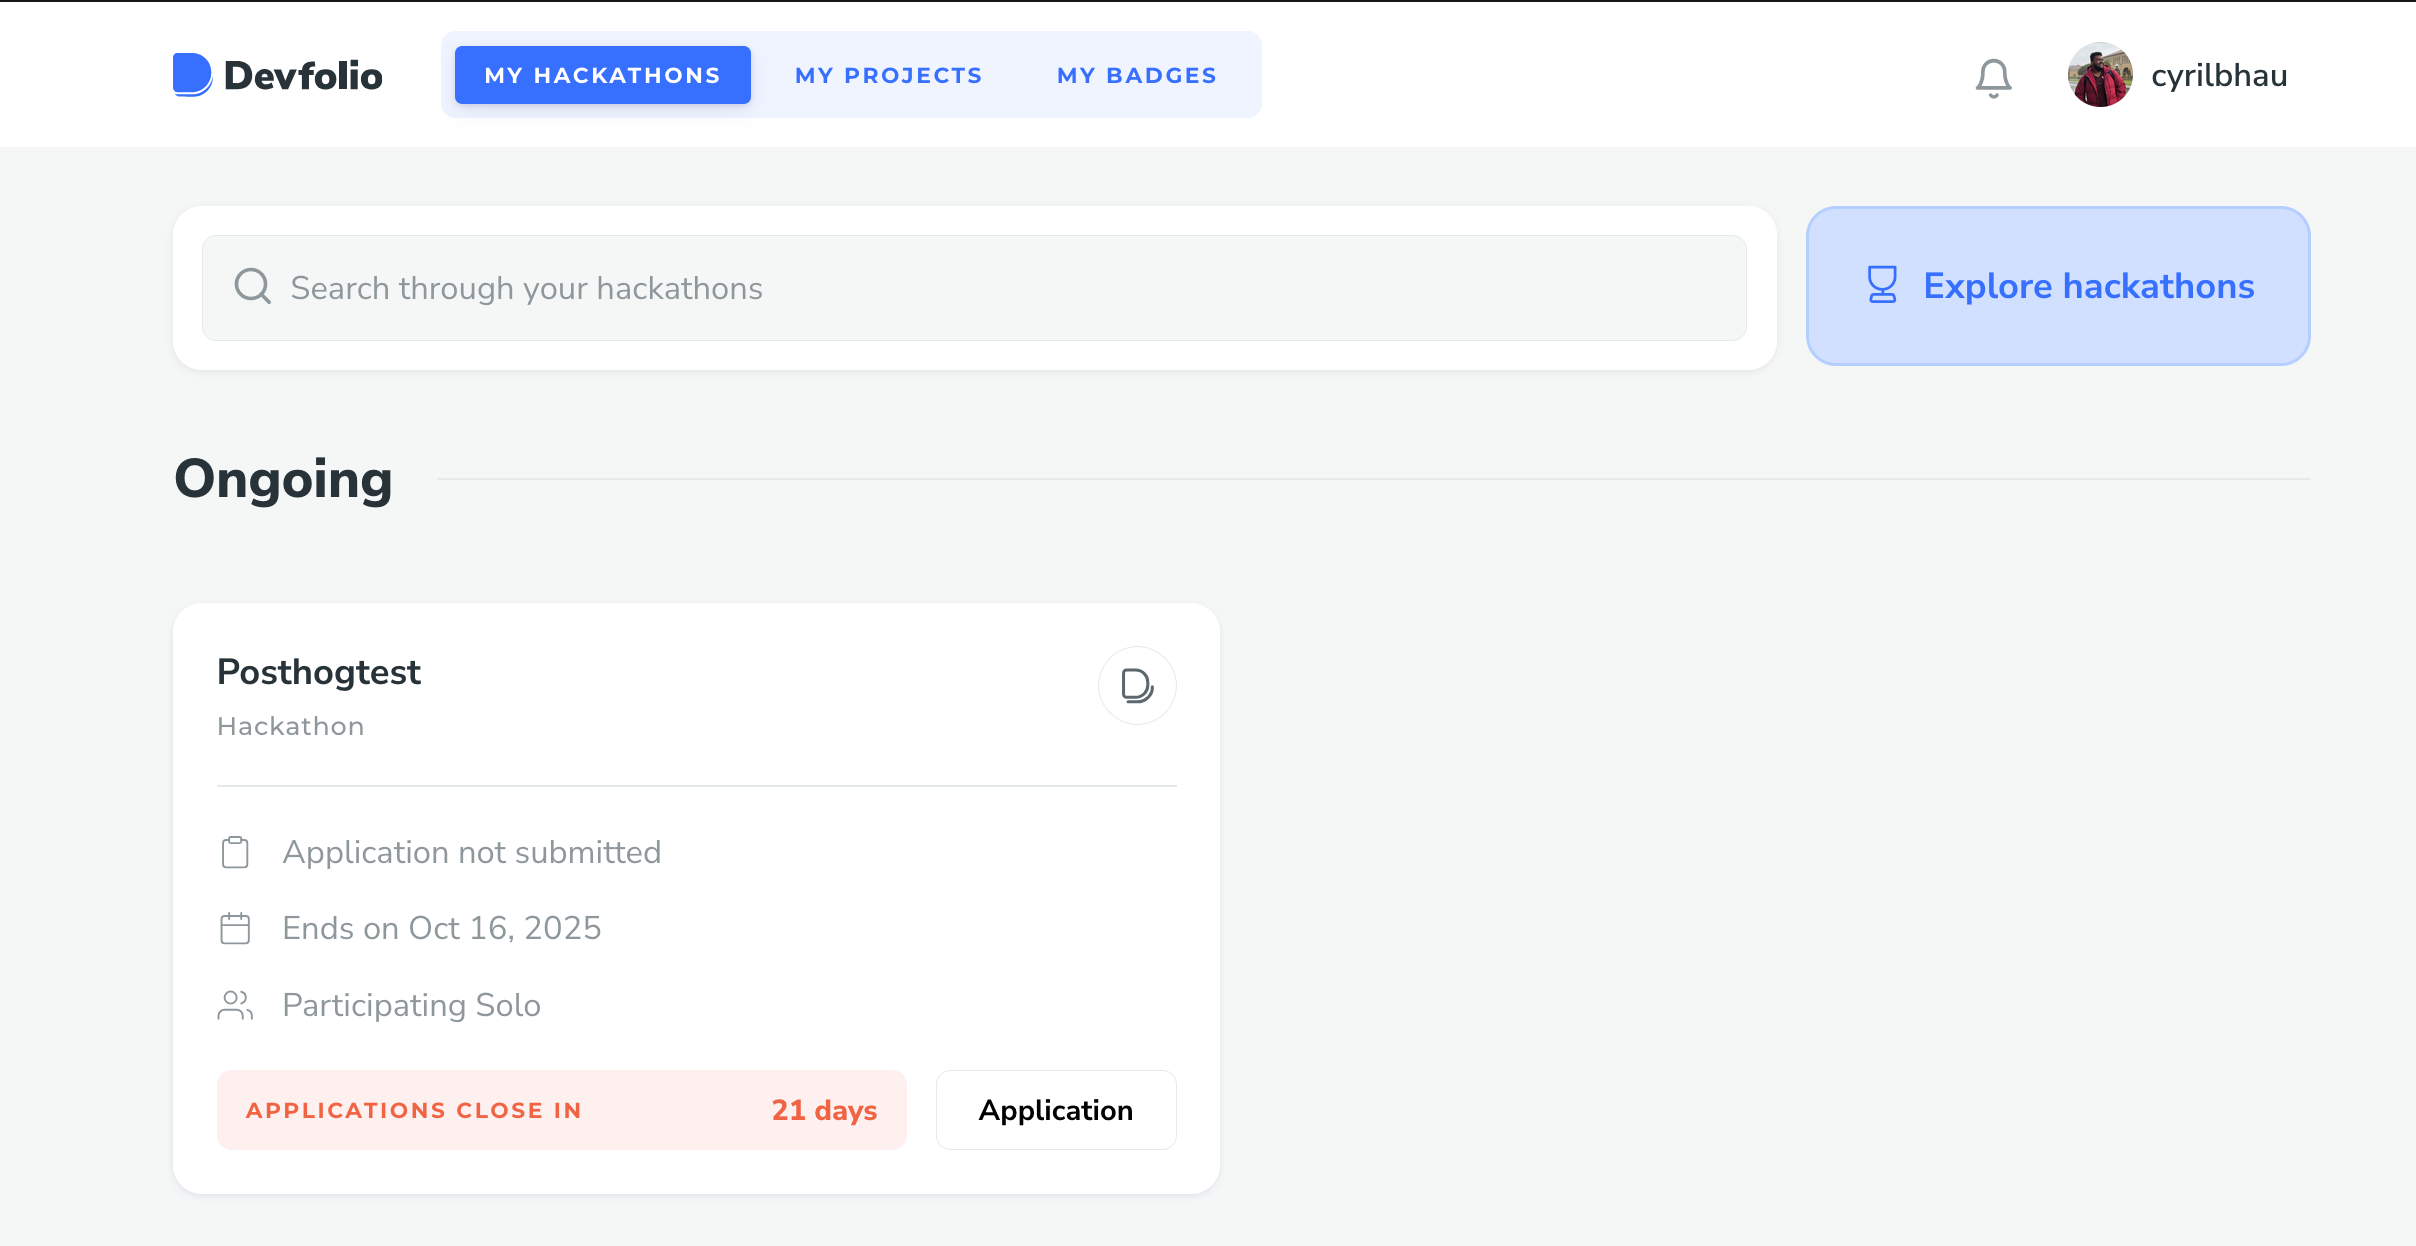 Devfolio
MY HACKATHONS
MY PROJECTS
MY BADGES
cyrilbhau
Search through your hackathons
Explore hackathons
Ongoing
Posthogtest
Hackathon
Application not submitted
Ends on Oct 16, 2025
Participating Solo
APPLICATIONS CLOSE IN
21 days
Application